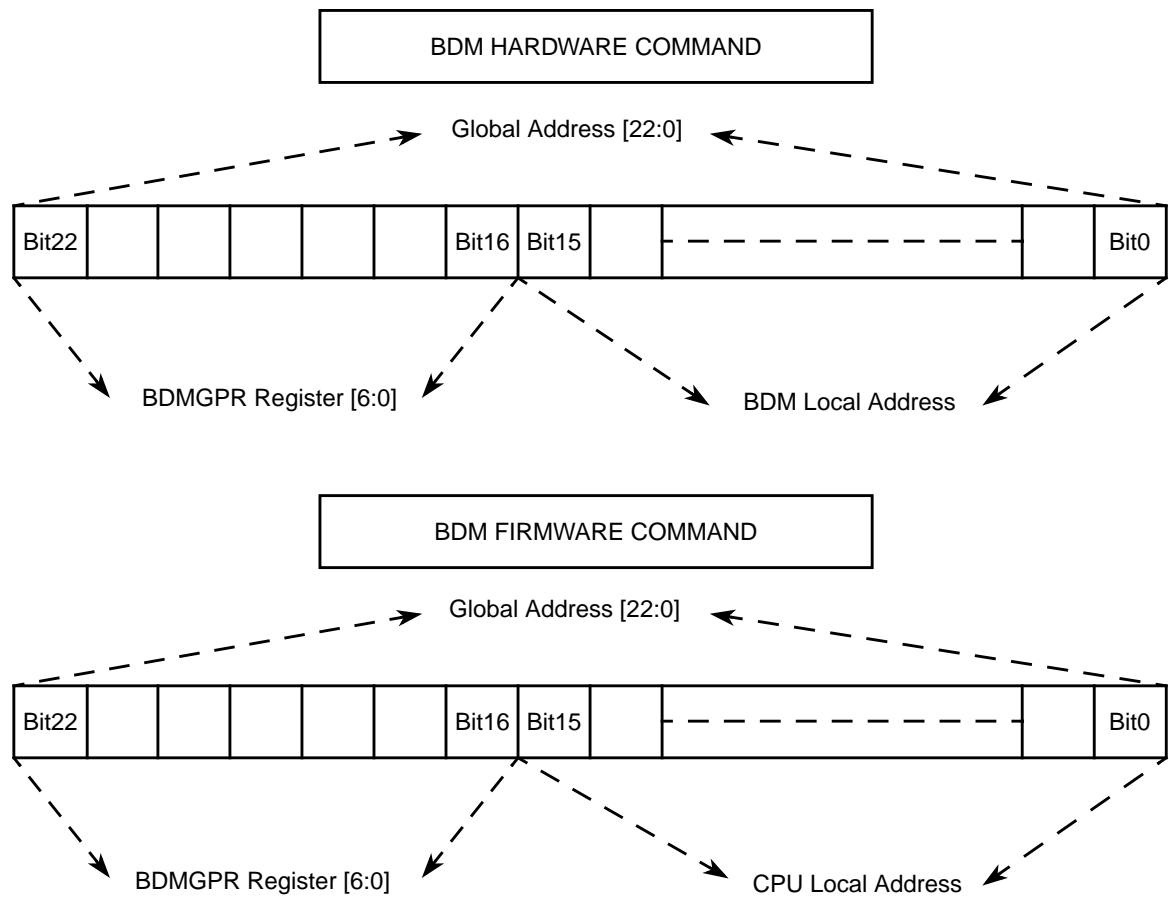 BDM HARDWARE COMMAND
Global Address [22:0]
Bit22 Bit16 Bit15 Bit0
BDMGPR Register [6:0] BDM Local Address
BDM FIRMWARE COMMAND
Global Address [22:0]
Bit22 Bit16 Bit15 Bit0
BDMGPR Register [6:0] CPU Local Address